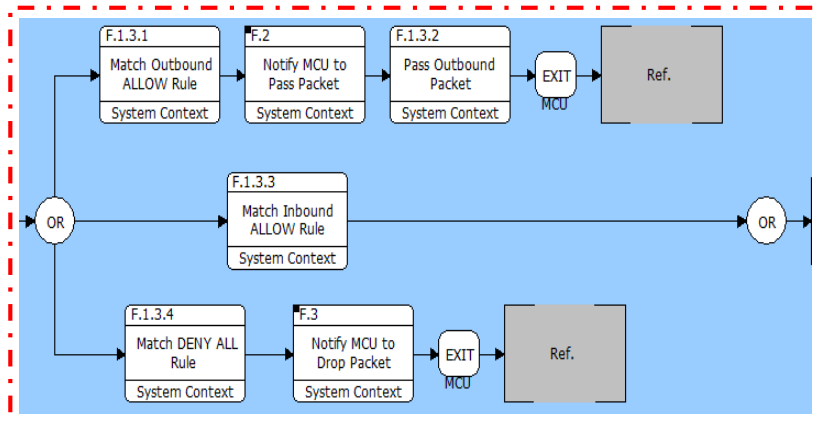 F.1.3.1
Match Outbound
ALLOW Rule
System Context
F.2
Notify MCU to
Pass Packet
System Context
F.1.3.2
Pass Outbound
Packet
System Context
EXIT
MCU
Ref.
OR
F.1.3.3
Match Inbound
ALLOW Rule
System Context
OR
F.1.3.4
Match DENY ALL
Rule
System Context
F.3
Notify MCU to
Drop Packet
System Context
EXIT
MCU
Ref.